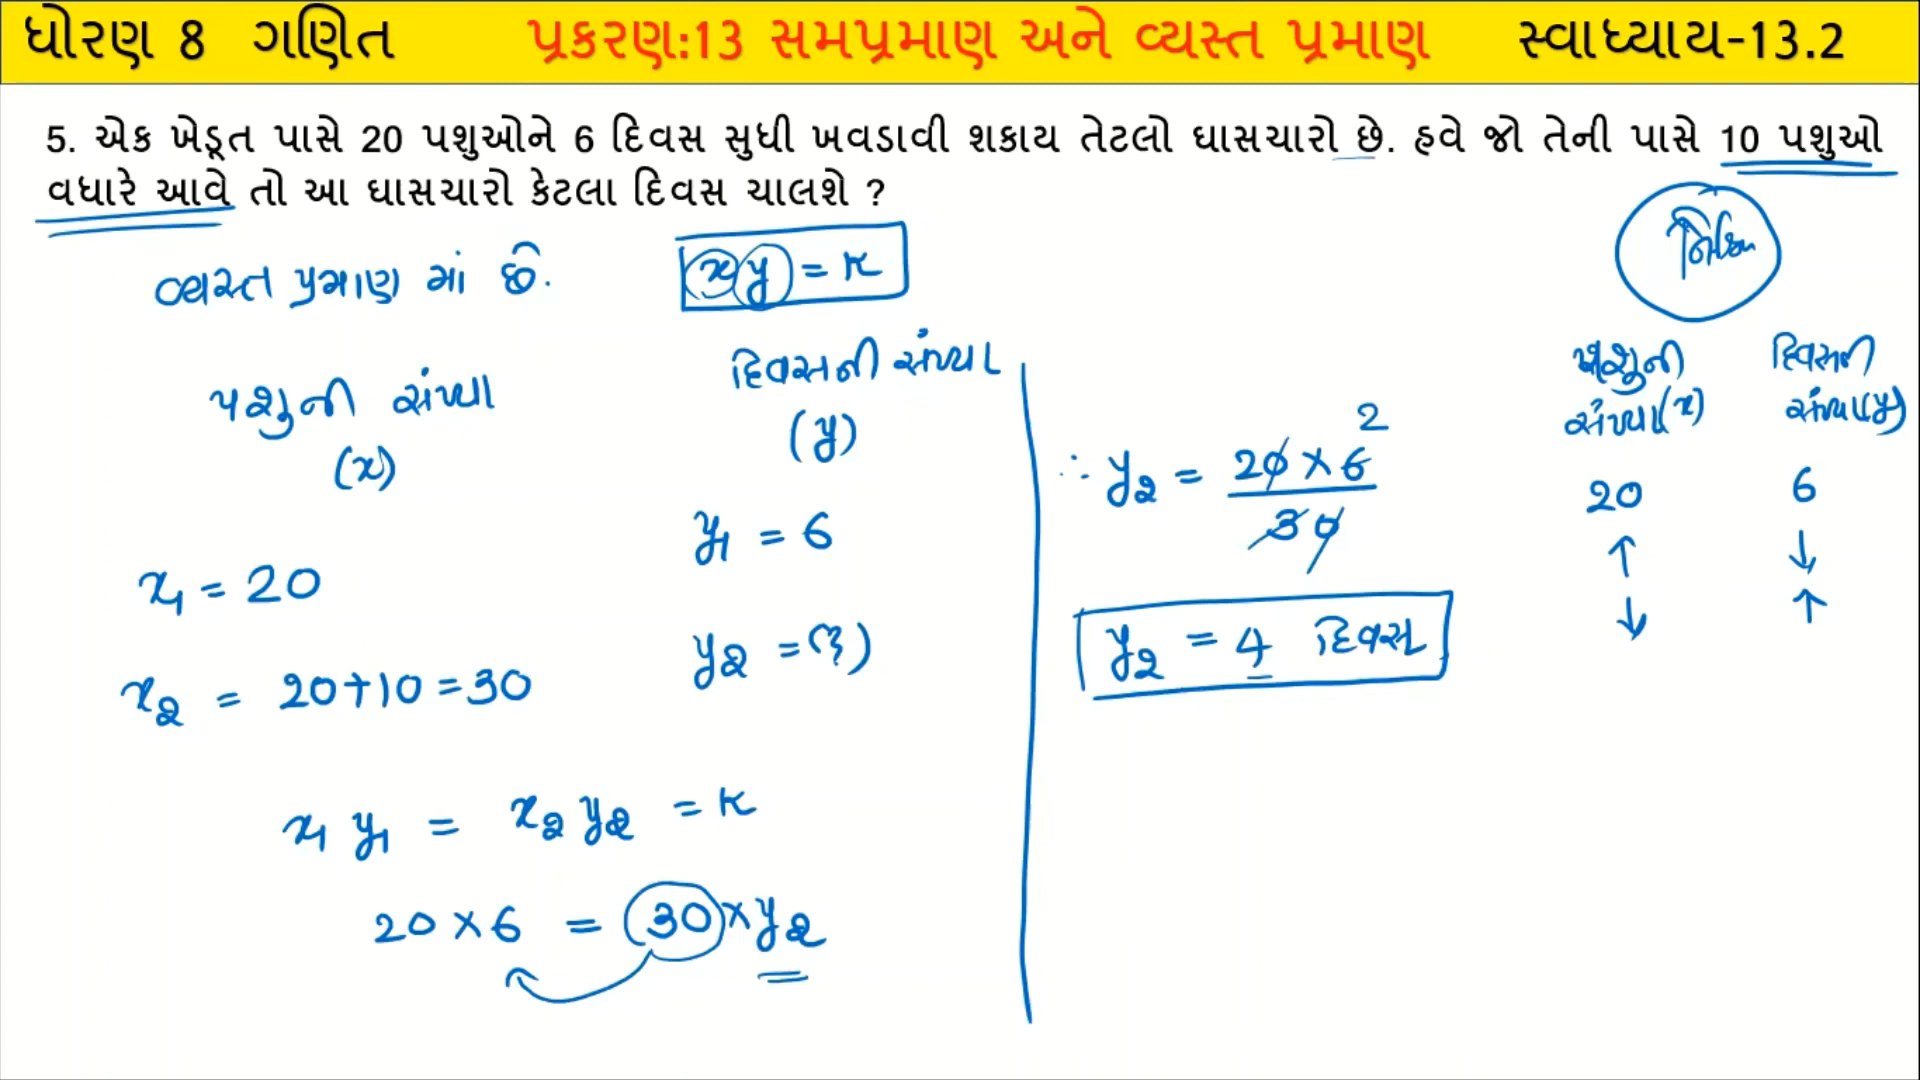 ધોરણ 8 ગણિત પ્રકરણ:13 સમપ્રમાણ અને વ્યસ્ત પ્રમાણ સ્વાધ્યાય-13.2
5. એક ખેડૂત પાસે 20 પશુઓને 6 દિવસ સુધી ખવડાવી શકાય તેટલો ઘાસચારો છે. હવે જો તેની પાસે 10 પશુઓ
વધારે આવે તો આ ઘાસચારો કેટલા દિવસ ચાલશે ?
વ્યસ્ત પ્રમાણ માં છે.
xy = k
પશુની સંખ્યા
(x)
દિવસની સંખ્યા
(y)
x₁ = 20
y₁ = 6
x₂ = 20+10 = 30
y₂ = (?)
x₁ y₁ = x₂ y₂ = k
20 × 6 = 30 × y₂
∴ y₂ = 20 × 6 / 30
2
y₂ = 4 દિવસ
પશુની
સંખ્યા(x)
દિવસની
સંખ્યા(y)
20 6
↑ ↓
↓ ↑